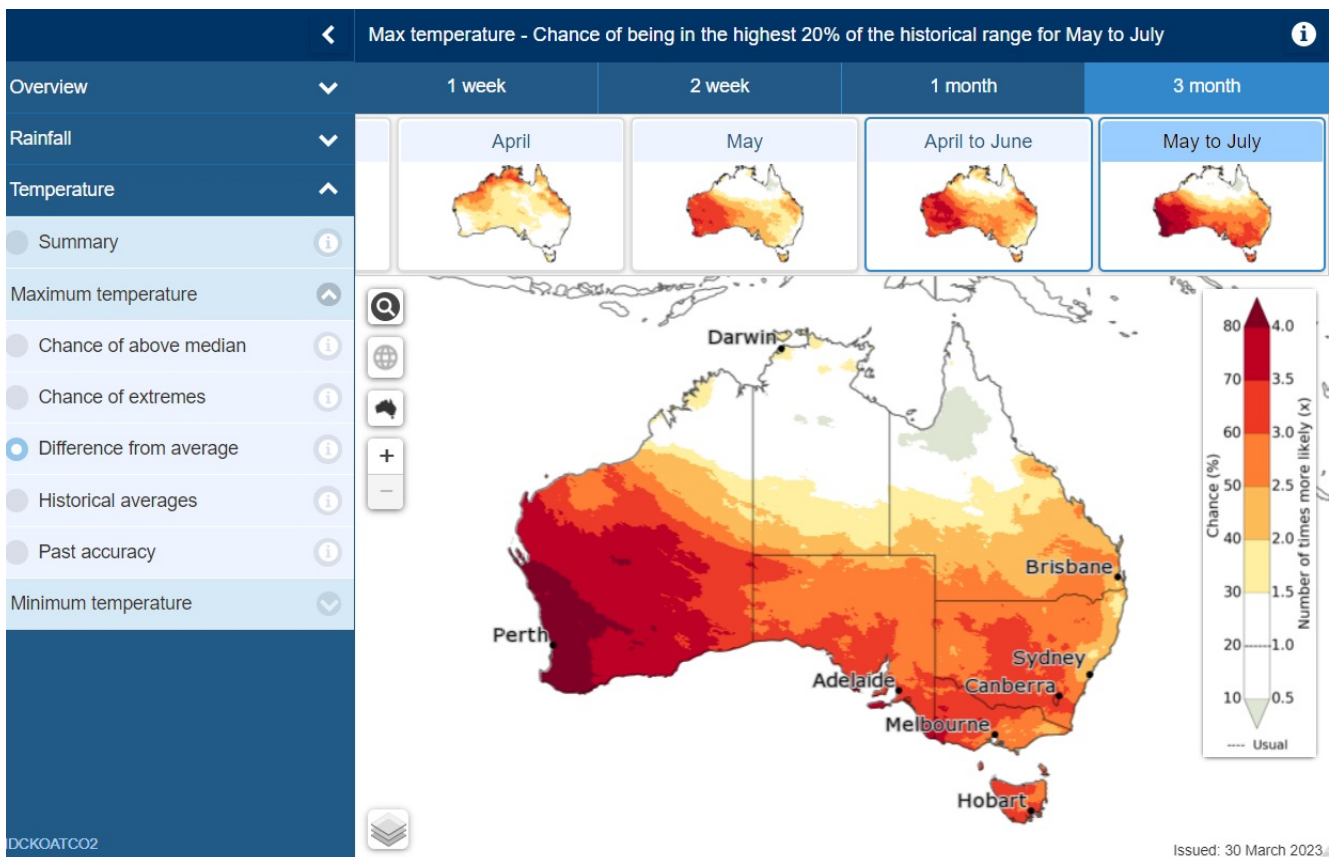 Max temperature - Chance of being in the highest 20% of the historical range for May to July
Overview
Rainfall
Temperature
Summary
Maximum temperature
Chance of above median
Chance of extremes
Difference from average
Historical averages
Past accuracy
Minimum temperature
IDCKOATCO2
1 week
2 week
1 month
3 month
April
May
April to June
May to July
Darwin
Brisbane
Perth
Sydney
Adelaide
Canberra
Melbourne
Hobart
80 4.0
70 3.5
60 3.0
50 2.5
40 2.0
30 1.5
20 1.0
10 0.5
Chance (%)
Number of times more likely (x)
---- Usual
Issued: 30 March 2023